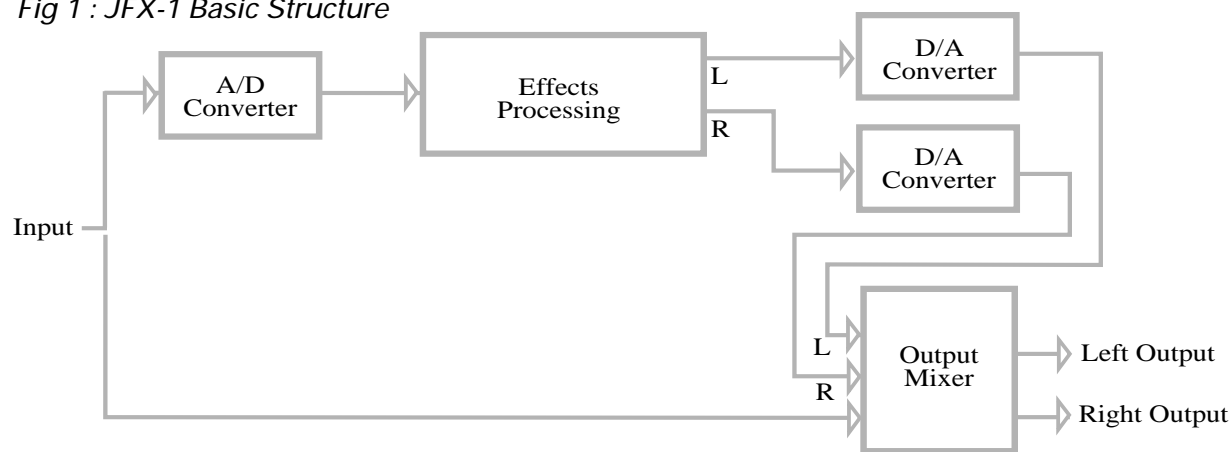 Fig 1 : JFX-1 Basic Structure
A/D
Converter
Effects
Processing
L
R
D/A
Converter
D/A
Converter
Input
L
R
Output
Mixer
Left Output
Right Output